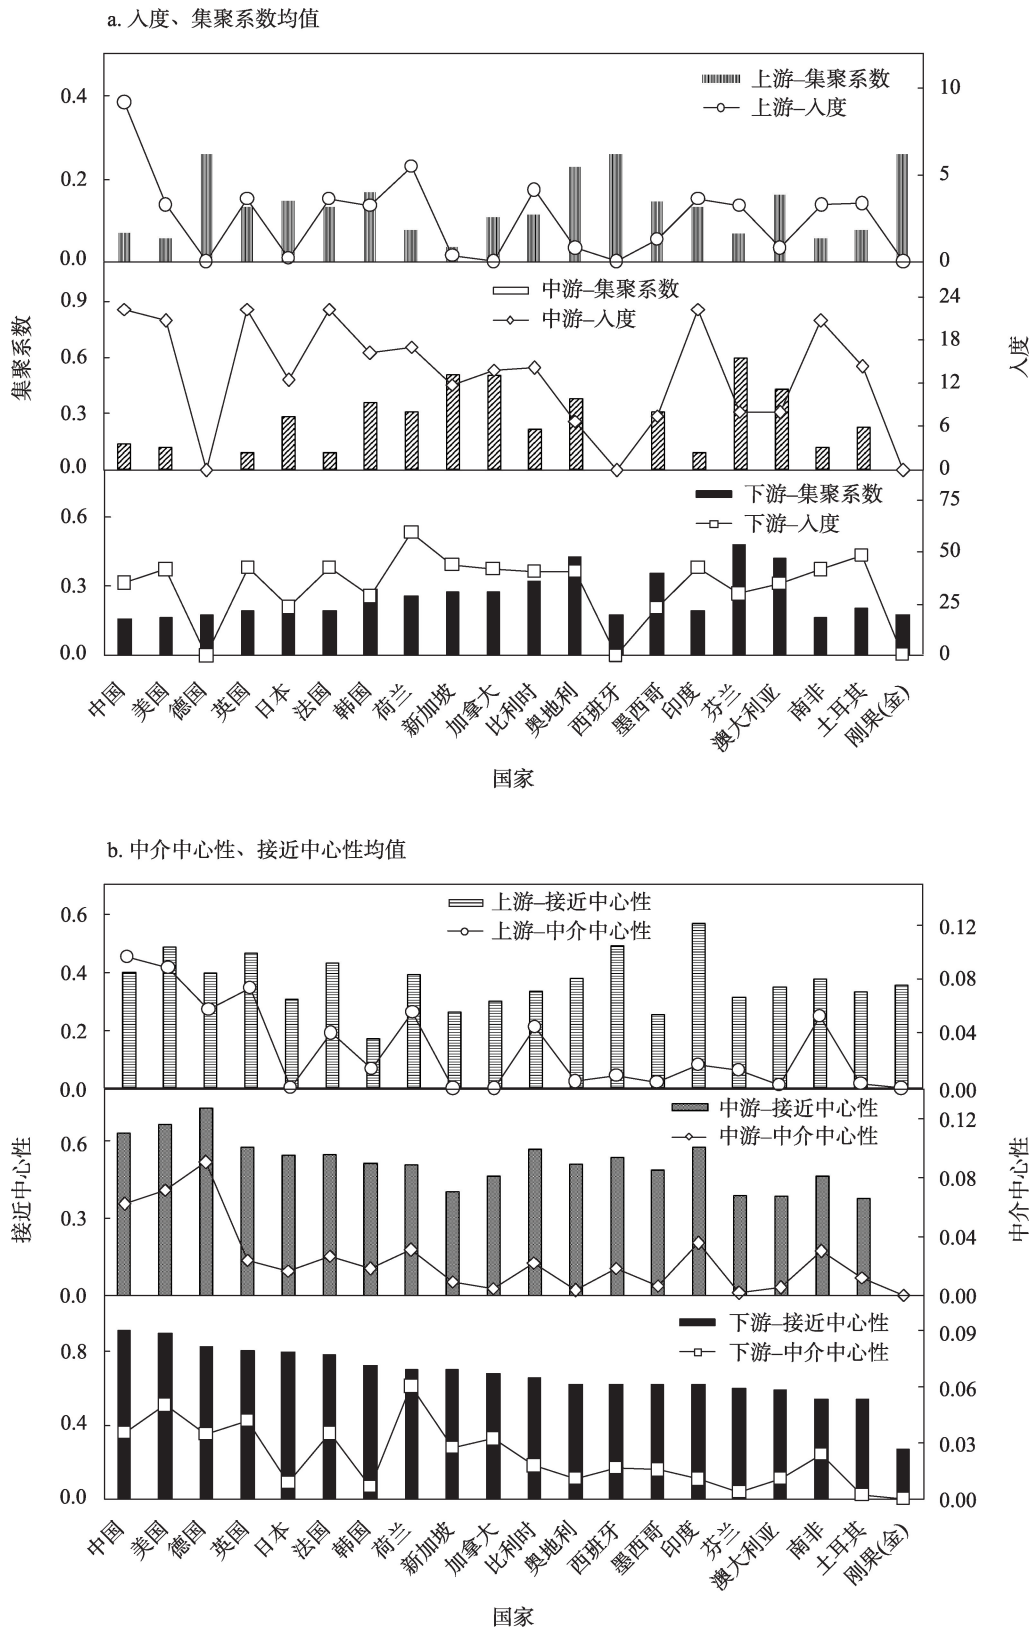 a. 入度、集聚系数均值
上游–集聚系数
上游–入度
0.4
0.2
0.0
10
5
0
中游–集聚系数
中游–入度
0.9
0.6
0.3
0.0
24
18
12
6
0
集聚系数
入度
下游–集聚系数
下游–入度
0.6
0.3
0.0
75
50
25
0
中国
美国
德国
英国
日本
法国
韩国
荷兰
新加坡
加拿大
比利时
奥地利
西班牙
墨西哥
印度
芬兰
澳大利亚
南非
土耳其
刚果(金)
国家
b. 中介中心性、接近中心性均值
上游–接近中心性
上游–中介中心性
0.6
0.4
0.2
0.0
0.12
0.08
0.04
0.00
中游–接近中心性
中游–中介中心性
0.6
0.3
0.0
0.12
0.08
0.04
0.00
接近中心性
中介中心性
下游–接近中心性
下游–中介中心性
0.8
0.4
0.0
0.09
0.06
0.03
0.00
中国
美国
德国
英国
日本
法国
韩国
荷兰
新加坡
加拿大
比利时
奥地利
西班牙
墨西哥
印度
芬兰
澳大利亚
南非
土耳其
刚果(金)
国家